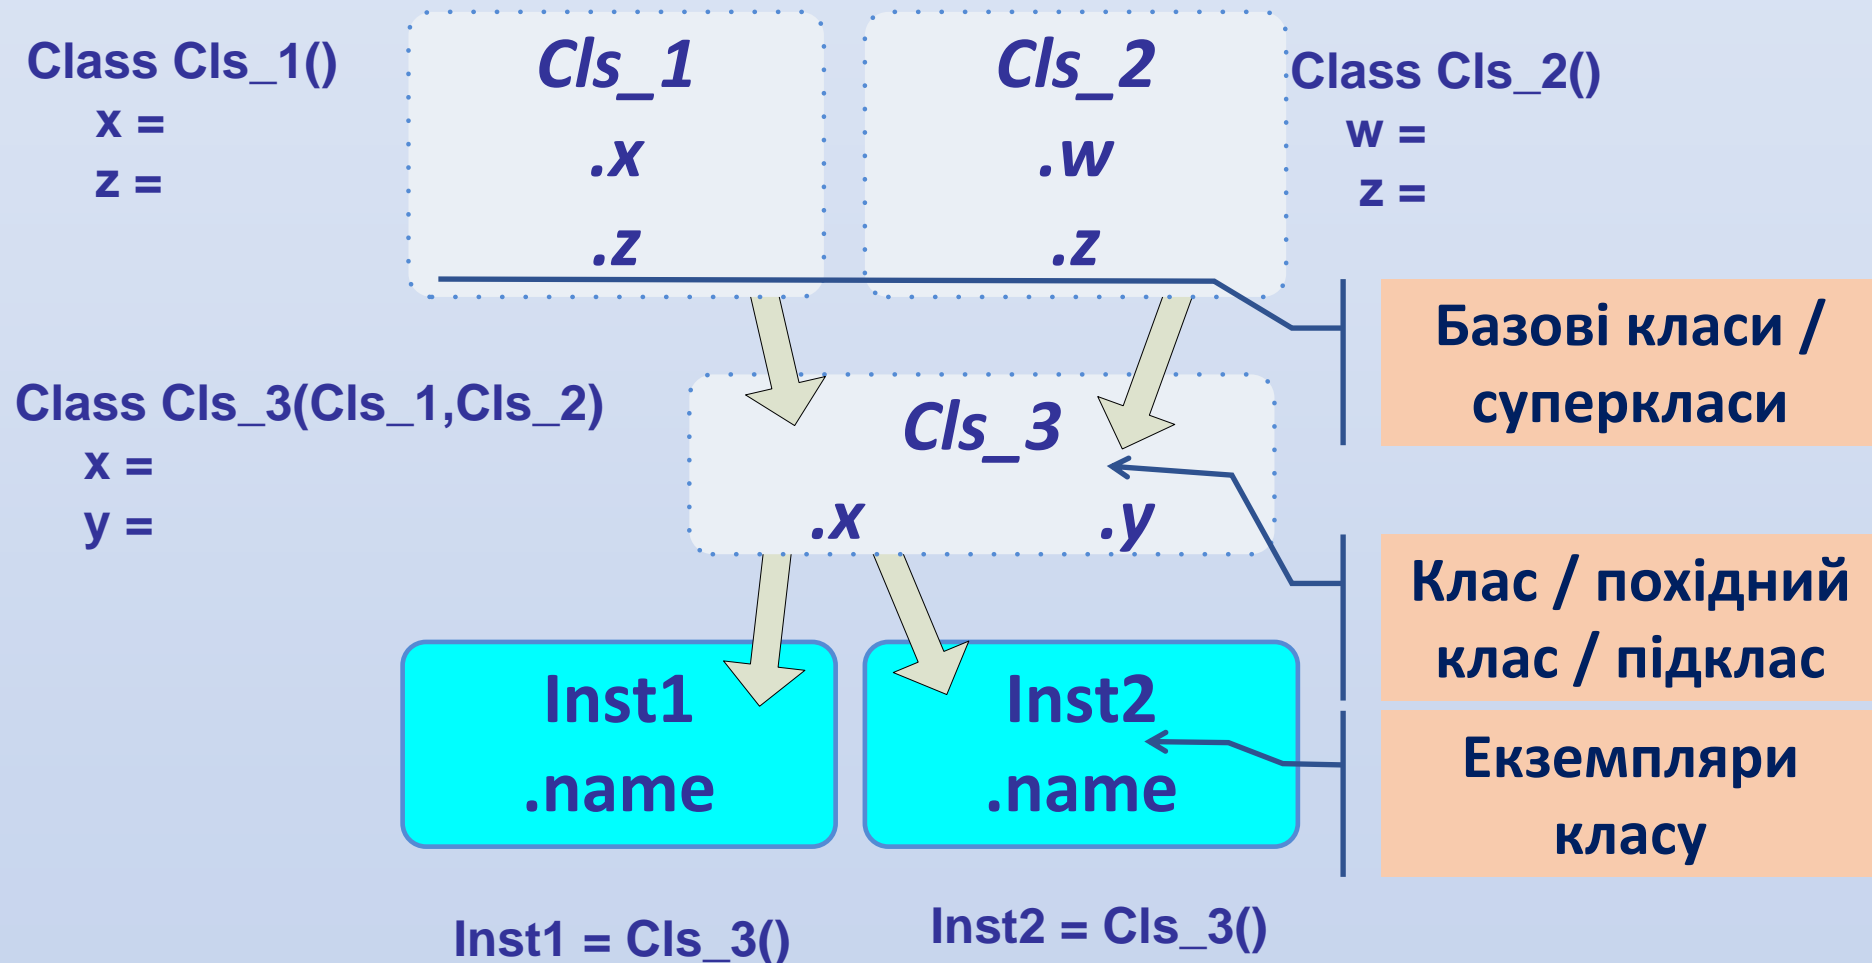 Class Cls_1()
x =
z =
Cls_1
.x
.z
Cls_2
.w
.z
Class Cls_2()
w =
z =
Базові класи /
суперкласи
Class Cls_3(Cls_1,Cls_2)
x =
y =
Cls_3
.x .y
Клас / похідний
клас / підклас
Inst1
.name
Inst2
.name
Екземпляри
класу
Inst1 = Cls_3()
Inst2 = Cls_3()